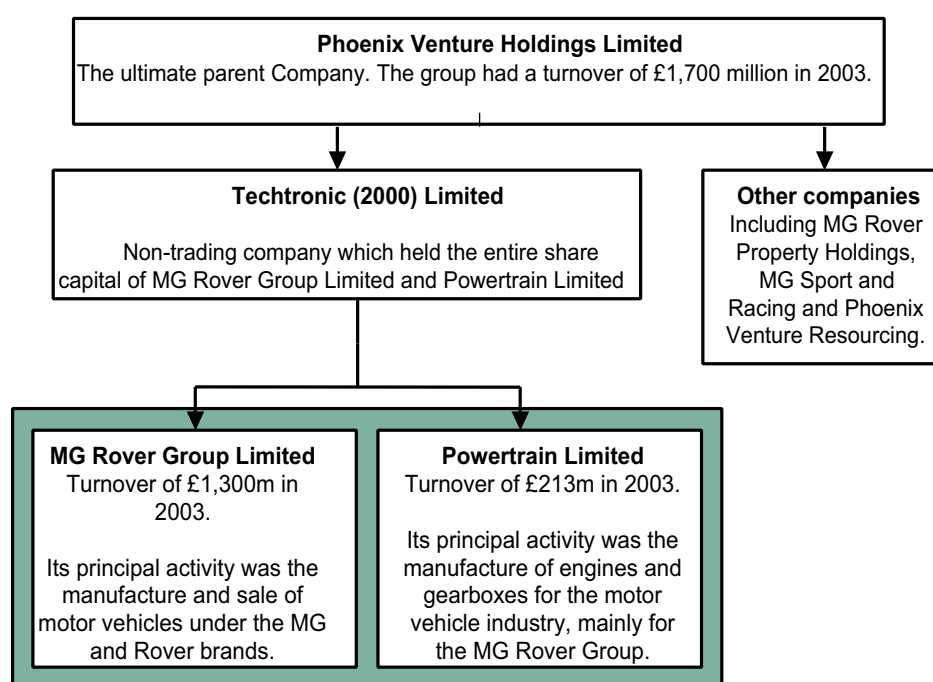 Phoenix Venture Holdings Limited
The ultimate parent Company. The group had a turnover of £1,700 million in 2003.
Techtronic (2000) Limited
Non-trading company which held the entire share
capital of MG Rover Group Limited and Powertrain Limited
Other companies
Including MG Rover
Property Holdings,
MG Sport and
Racing and Phoenix
Venture Resourcing.
MG Rover Group Limited
Turnover of £1,300m in
2003.
Its principal activity was the
manufacture and sale of
motor vehicles under the MG
and Rover brands.
Powertrain Limited
Turnover of £213m in 2003.
Its principal activity was the
manufacture of engines and
gearboxes for the motor
vehicle industry, mainly for
the MG Rover Group.